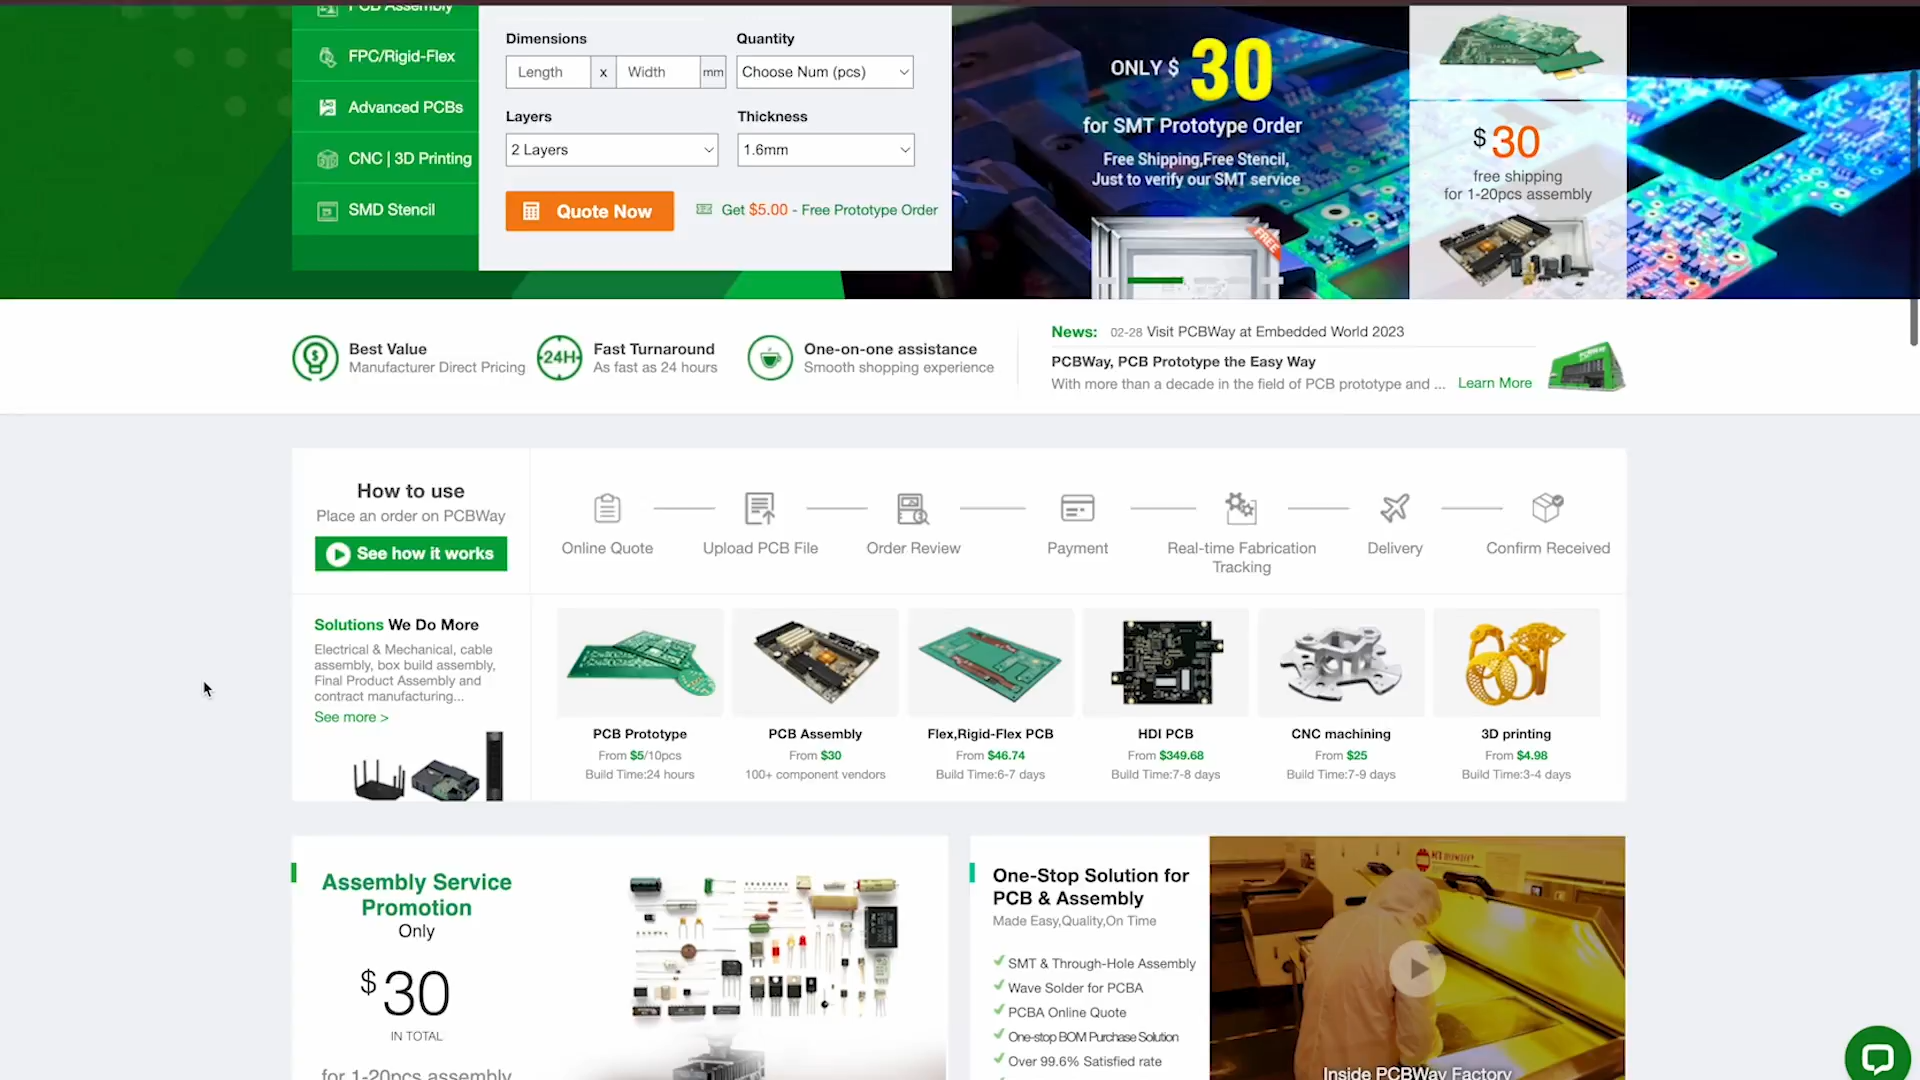 PCB Assembly
FPC/Rigid-Flex
Advanced PCBs
CNC | 3D Printing
SMD Stencil
Dimensions
Quantity
Length
x
Width
mm
Choose Num (pcs)
Layers
Thickness
2 Layers
1.6mm
Quote Now
Get $5.00 - Free Prototype Order
ONLY $ 30
for SMT Prototype Order
Free Shipping,Free Stencil,
Just to verify our SMT service
FREE
$30
free shipping
for 1-20pcs assembly
Best Value
Manufacturer Direct Pricing
24H
Fast Turnaround
As fast as 24 hours
One-on-one assistance
Smooth shopping experience
News: 02-28 Visit PCBWay at Embedded World 2023
PCBWay, PCB Prototype the Easy Way
With more than a decade in the field of PCB prototype and ... Learn More
How to use
Place an order on PCBWay
See how it works
Online Quote
Upload PCB File
Order Review
Payment
Real-time Fabrication
Tracking
Delivery
Confirm Received
Solutions We Do More
Electrical & Mechanical, cable
assembly, box build assembly,
Final Product Assembly and
contract manufacturing...
See more >
PCB Prototype
From $5/10pcs
Build Time:24 hours
PCB Assembly
From $30
100+ component vendors
Flex,Rigid-Flex PCB
From $46.74
Build Time:6-7 days
HDI PCB
From $349.68
Build Time:7-8 days
CNC machining
From $25
Build Time:7-9 days
3D printing
From $4.98
Build Time:3-4 days
Assembly Service
Promotion
Only
$30
IN TOTAL
for 1-20pcs assembly
One-Stop Solution for
PCB & Assembly
Made Easy,Quality,On Time
SMT & Through-Hole Assembly
Wave Solder for PCBA
PCBA Online Quote
One-stop BOM Purchase Solution
Over 99.6% Satisfied rate
Inside PCBWay Factory